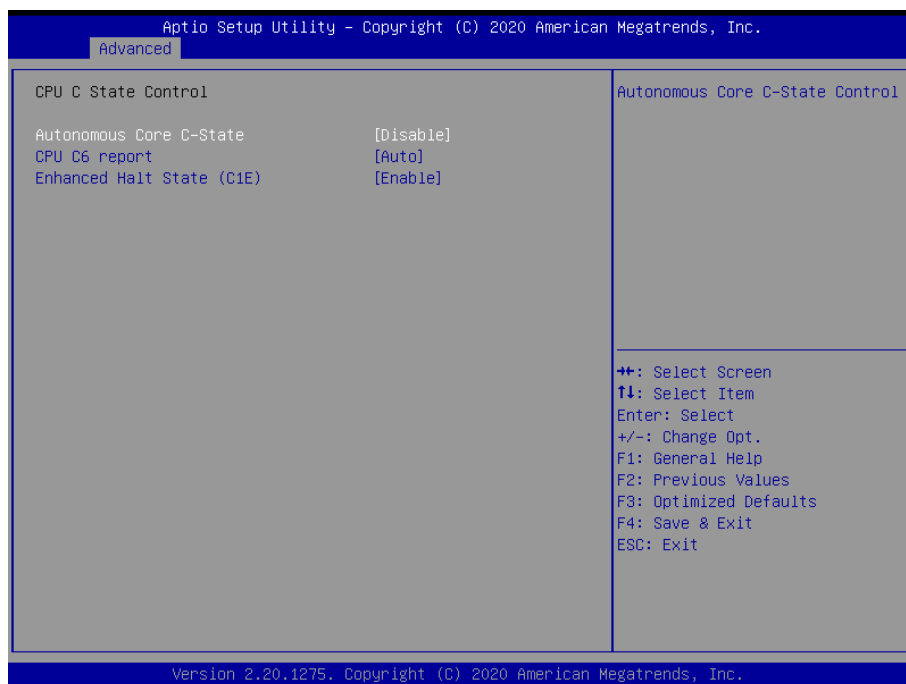 Aptio Setup Utility – Copyright (C) 2020 American Megatrends, Inc.
Advanced
CPU C State Control
Autonomous Core C-State [Disable]
CPU C6 report [Auto]
Enhanced Halt State (C1E) [Enable]
Autonomous Core C-State Control
→←: Select Screen
↑↓: Select Item
Enter: Select
+/-: Change Opt.
F1: General Help
F2: Previous Values
F3: Optimized Defaults
F4: Save & Exit
ESC: Exit
Version 2.20.1275. Copyright (C) 2020 American Megatrends, Inc.